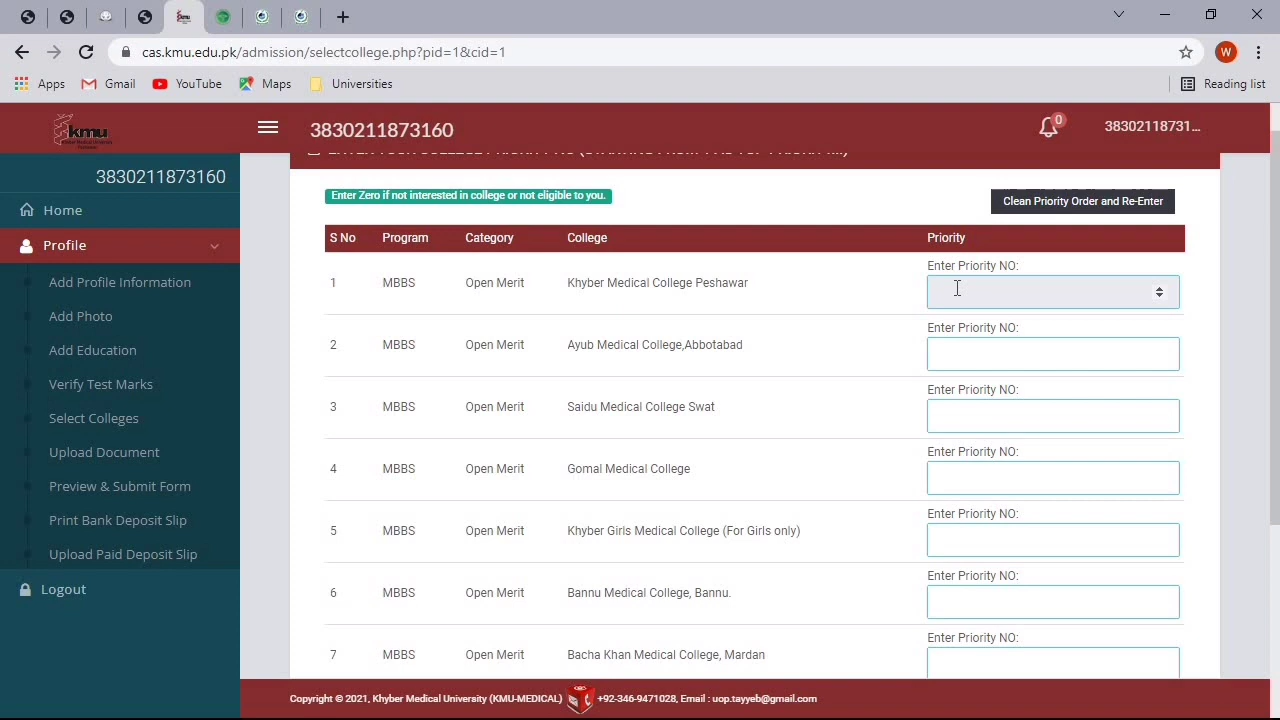 cas.kmu.edu.pk/admission/selectcollege.php?pid=1&cid=1
W
Apps Gmail YouTube Maps Universities Reading list
kmu
3830211873160
0
38302118731...
3830211873160
Home
Profile
Add Profile Information
Add Photo
Add Education
Verify Test Marks
Select Colleges
Upload Document
Preview & Submit Form
Print Bank Deposit Slip
Upload Paid Deposit Slip
Logout
Enter Zero if not interested in college or not eligible to you.
Clean Priority Order and Re-Enter
S No Program Category College Priority
Enter Priority NO:
1 MBBS Open Merit Khyber Medical College Peshawar
Enter Priority NO:
2 MBBS Open Merit Ayub Medical College,Abbotabad
Enter Priority NO:
3 MBBS Open Merit Saidu Medical College Swat
Enter Priority NO:
4 MBBS Open Merit Gomal Medical College
Enter Priority NO:
5 MBBS Open Merit Khyber Girls Medical College (For Girls only)
Enter Priority NO:
6 MBBS Open Merit Bannu Medical College, Bannu.
Enter Priority NO:
7 MBBS Open Merit Bacha Khan Medical College, Mardan
Copyright © 2021, Khyber Medical University (KMU-MEDICAL) +92-346-9471028, Email : uop.tayyeb@gmail.com